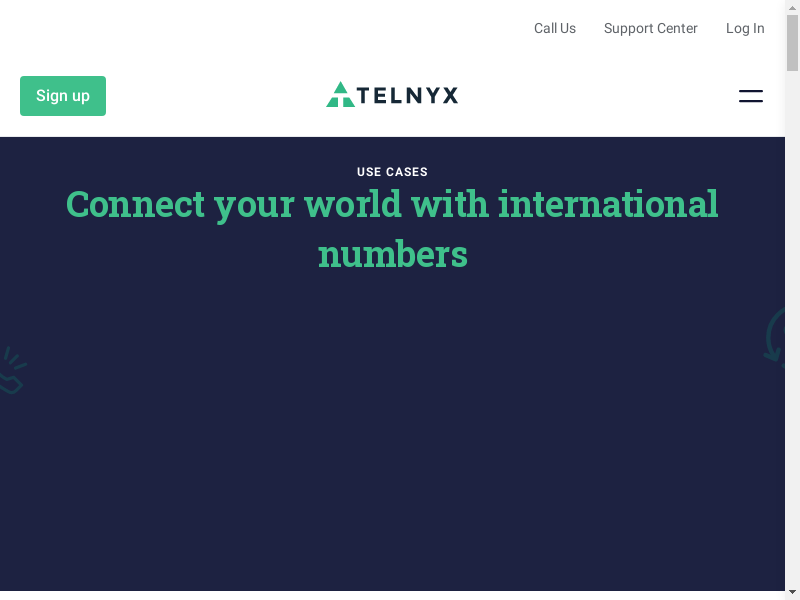 Call Us Support Center Log In
Sign up
TELNYX
USE CASES
Connect your world with international
numbers